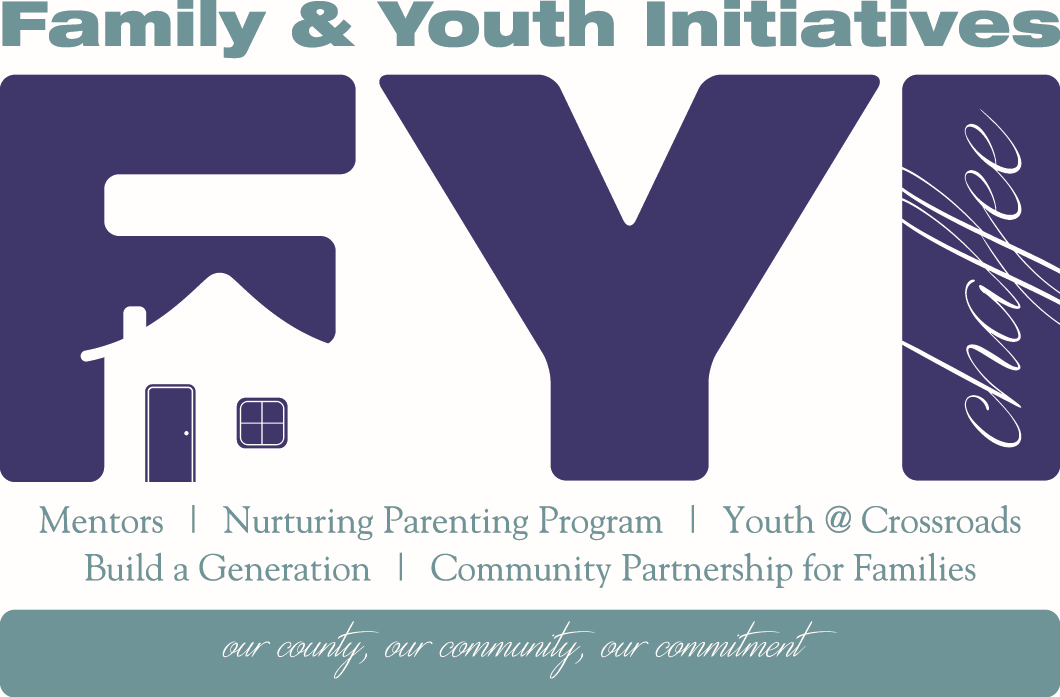 Family & Youth Initiatives
FYI
chaffee
Mentors | Nurturing Parenting Program | Youth @ Crossroads
Build a Generation | Community Partnership for Families
our county, our community, our commitment